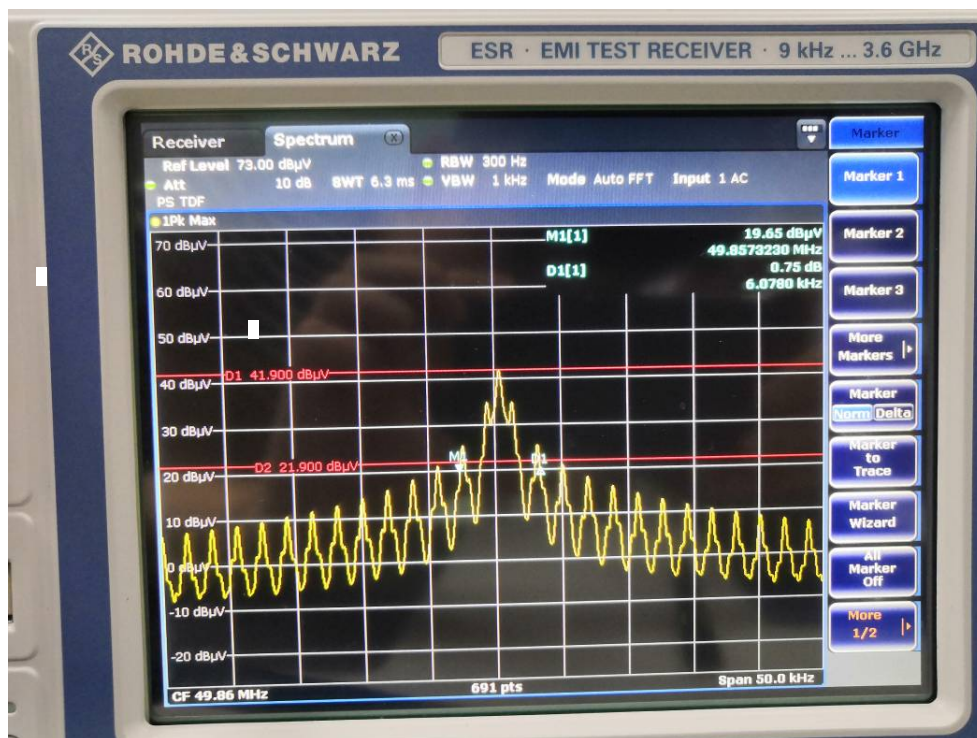 R/S ROHDE&SCHWARZ
ESR · EMI TEST RECEIVER · 9 kHz ... 3.6 GHz
Receiver
Spectrum
X
Ref Level 73.00 dBµV
RBW 300 Hz
Att 10 dB SWT 6.3 ms VBW 1 kHz Mode Auto FFT Input 1 AC
PS TDF
1Pk Max
M1[1] 19.65 dBµV
49.8573230 MHz
D1[1] 0.75 dB
6.0780 kHz
70 dBµV
60 dBµV
50 dBµV
D1 41.900 dBµV
40 dBµV
30 dBµV
M1
D1
D2 21.900 dBµV
20 dBµV
10 dBµV
0 dBµV
-10 dBµV
-20 dBµV
CF 49.86 MHz
691 pts
Span 50.0 kHz
Marker
Marker 1
Marker 2
Marker 3
More
Markers
Marker
Norm Delta
Marker
to
Trace
Marker
Wizard
All
Marker
Off
More
1/2